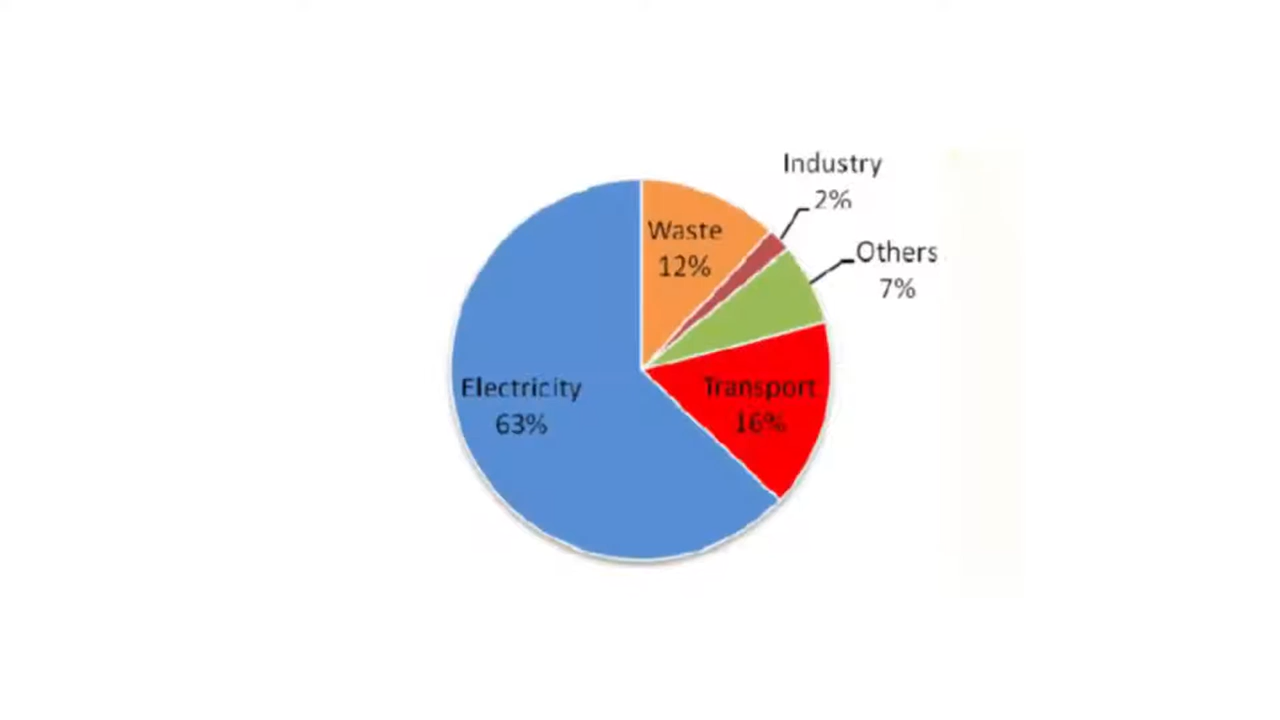 Industry
2%
Waste
12%
Others
7%
Electricity
63%
Transport
16%